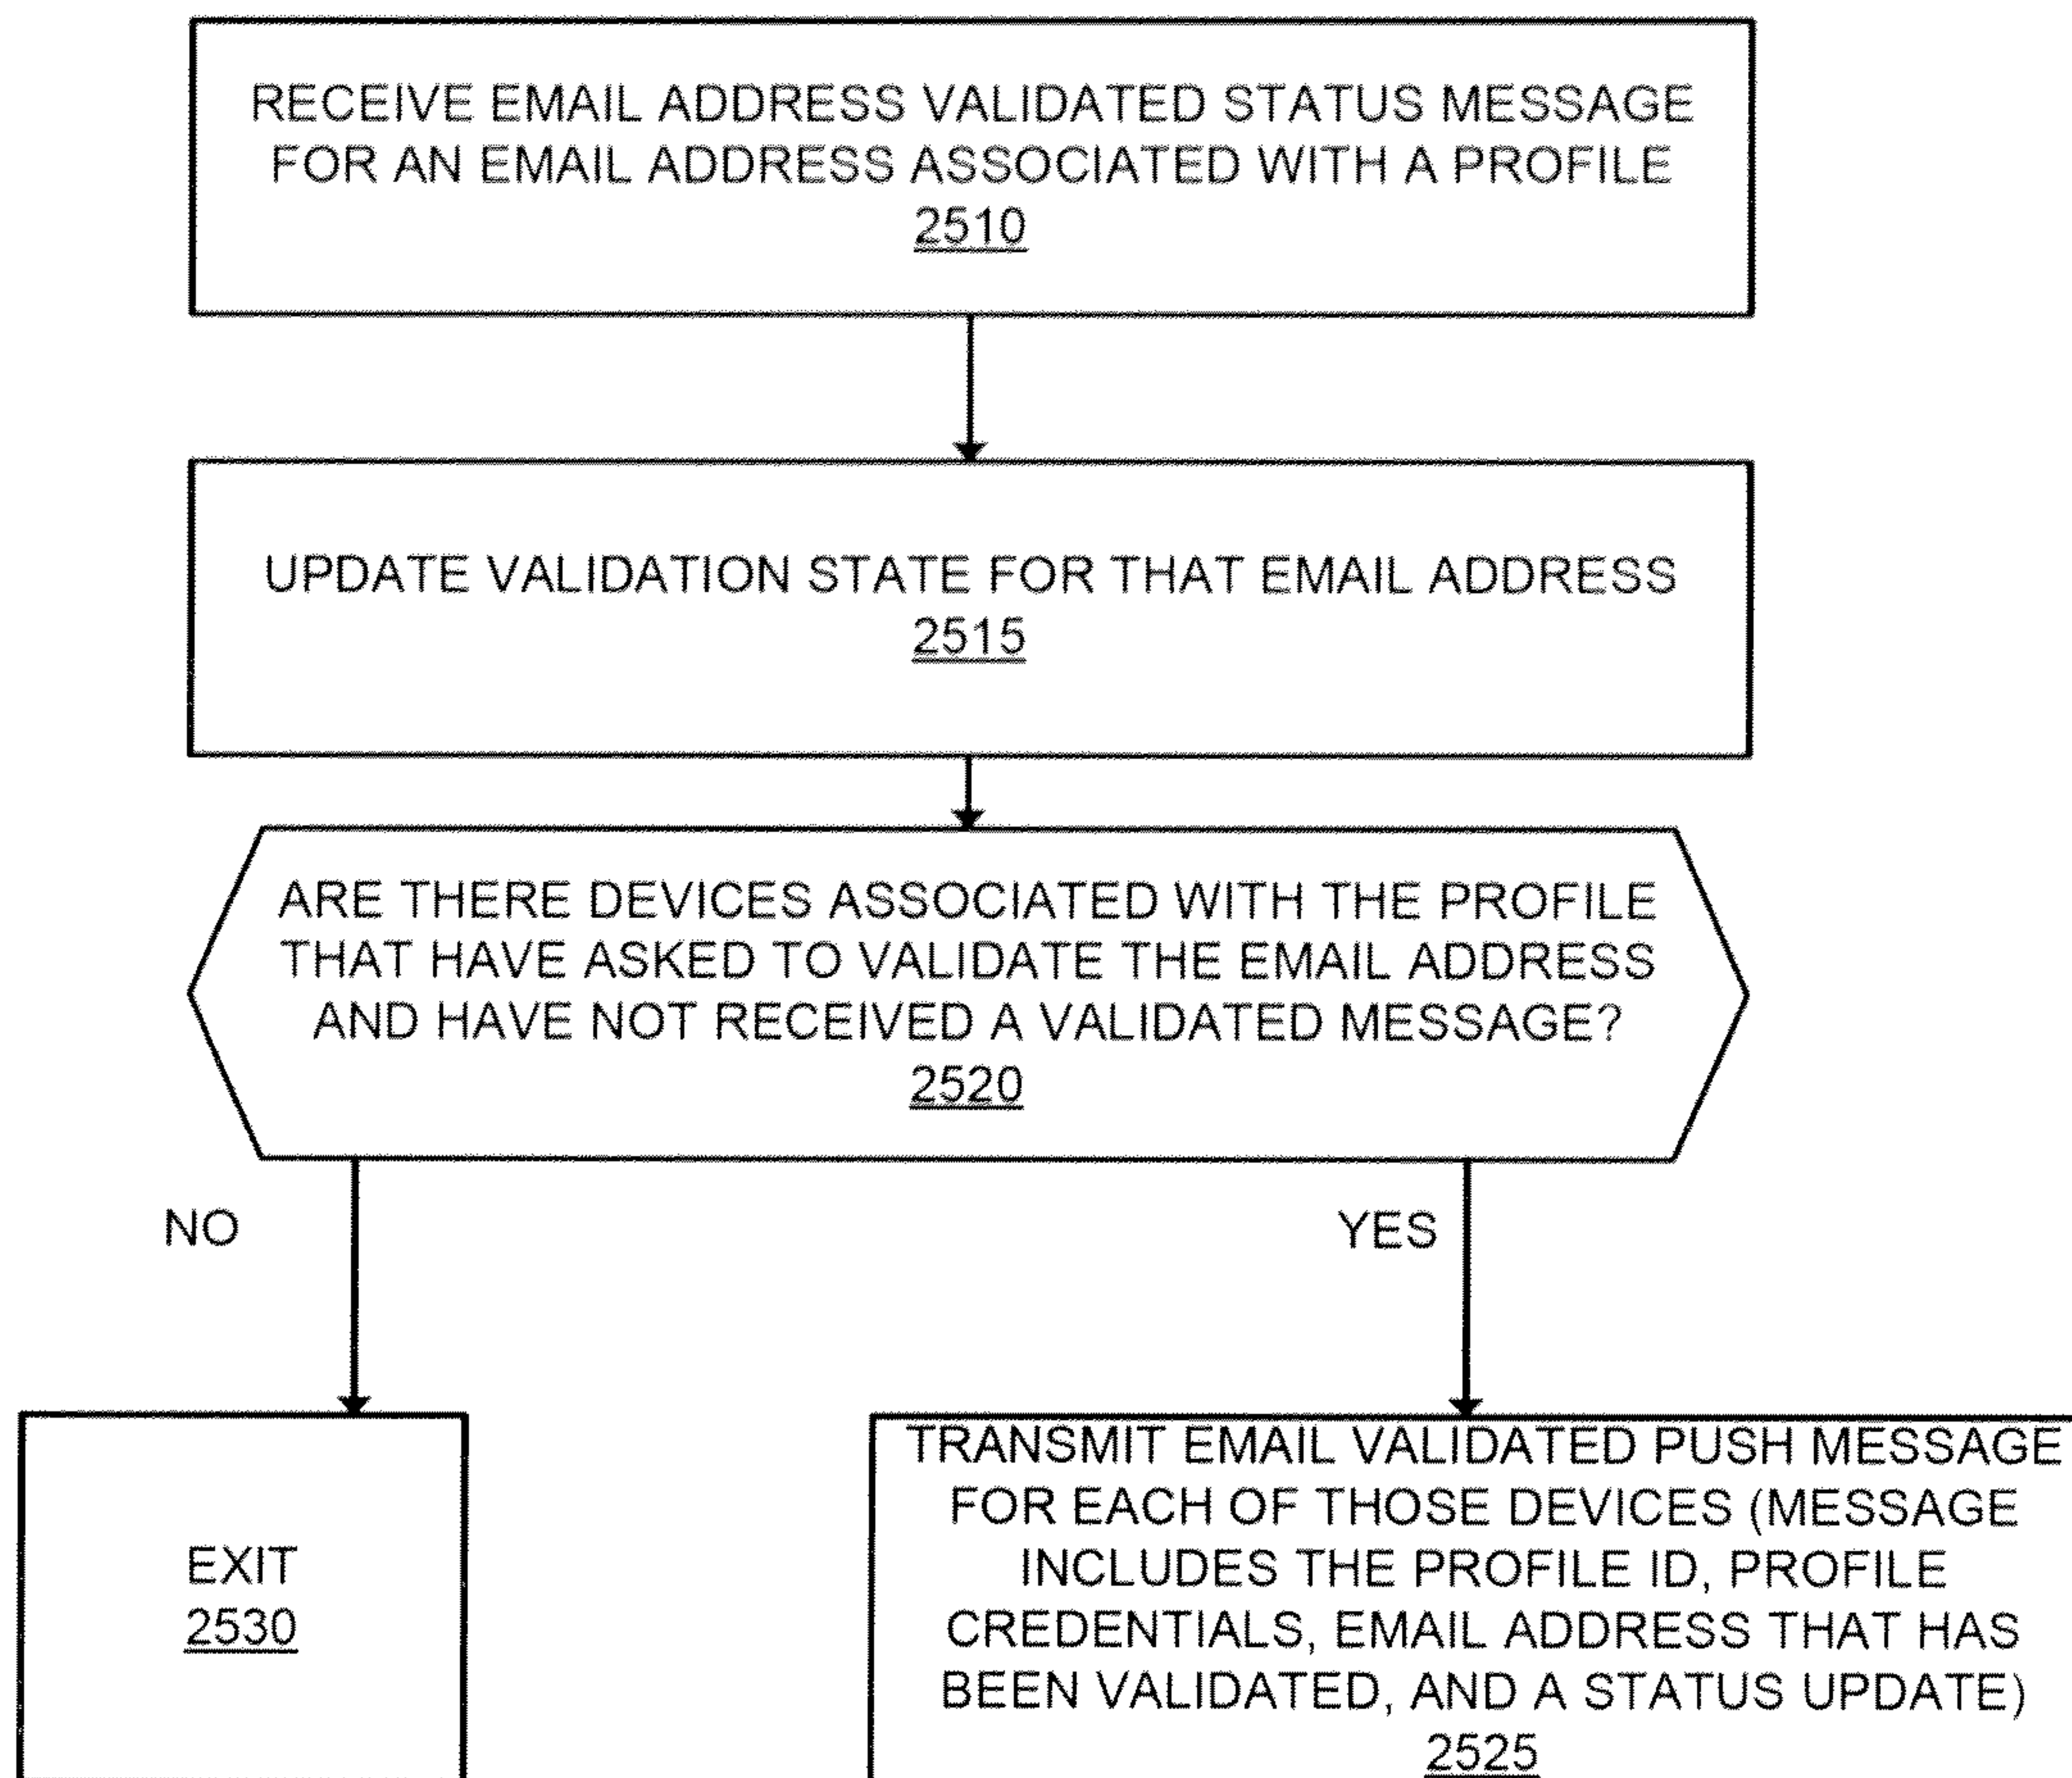 RECEIVE EMAIL ADDRESS VALIDATED STATUS MESSAGE
FOR AN EMAIL ADDRESS ASSOCIATED WITH A PROFILE
2510
UPDATE VALIDATION STATE FOR THAT EMAIL ADDRESS
2515
ARE THERE DEVICES ASSOCIATED WITH THE PROFILE
THAT HAVE ASKED TO VALIDATE THE EMAIL ADDRESS
AND HAVE NOT RECEIVED A VALIDATED MESSAGE?
2520
NO
YES
EXIT
2530
TRANSMIT EMAIL VALIDATED PUSH MESSAGE
FOR EACH OF THOSE DEVICES (MESSAGE
INCLUDES THE PROFILE ID, PROFILE
CREDENTIALS, EMAIL ADDRESS THAT HAS
BEEN VALIDATED, AND A STATUS UPDATE)
2525